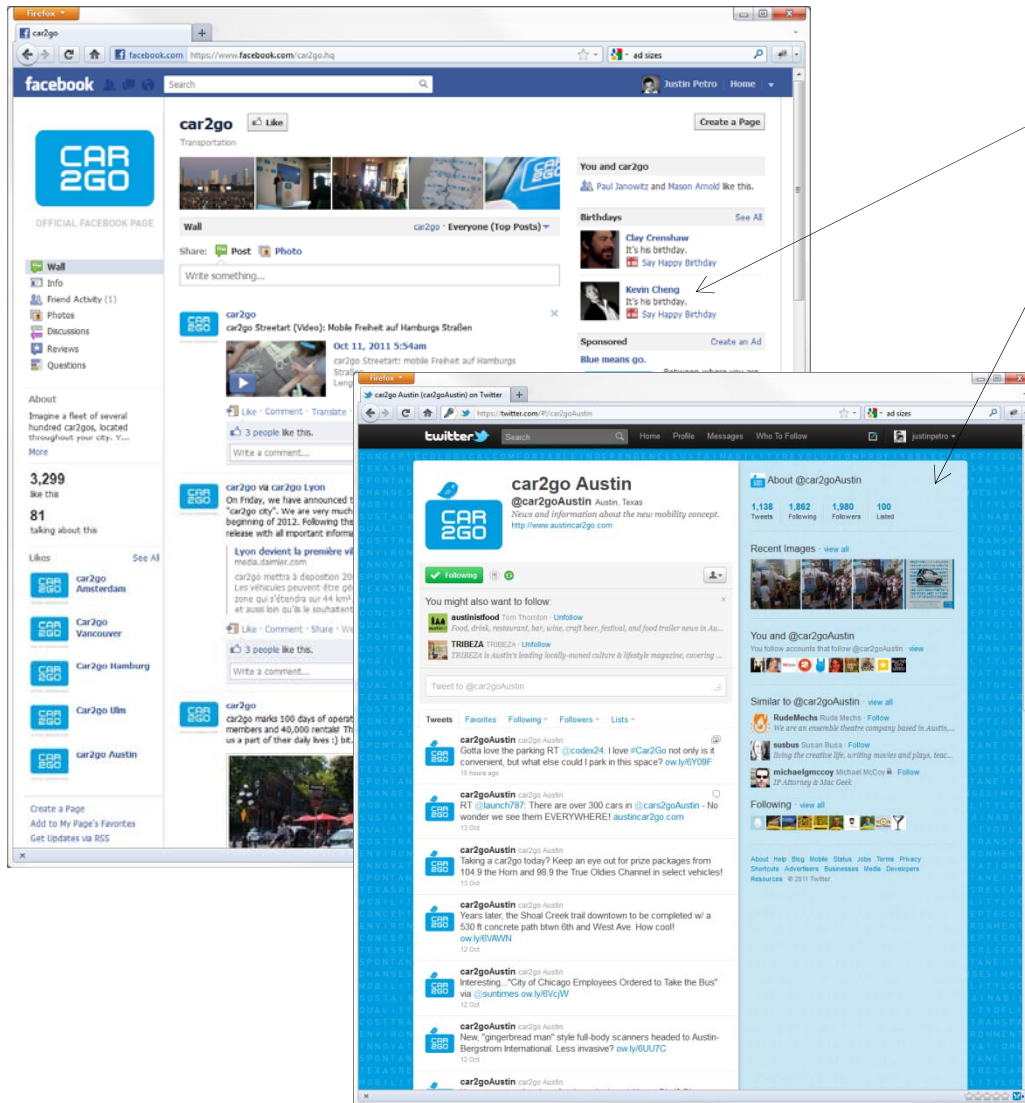 Firefox
car2go
facebook.com https://www.facebook.com/car2go.hq
ad sizes
facebook
Search
Justin Petro Home
CAR
2GO
OFFICIAL FACEBOOK PAGE
Wall
Info
Friend Activity (1)
Photos
Discussions
Reviews
Questions
About
Imagine a fleet of several
hundred car2gos, located
throughout your city. Y...
More
3,299
like this
81
talking about this
Likes See All
car2go
Amsterdam
Car2go
Vancouver
Car2go Hamburg
Car2go Ulm
car2go Austin
Create a Page
Add to My Page's Favorites
Get Updates via RSS
car2go Like
Transportation
Create a Page
Wall car2go · Everyone (Top Posts)
Share: Post Photo
Write something...
car2go
car2go Streetart (Video): Mobile Freiheit auf Hamburgs Straßen
Oct 11, 2011 5:54am
car2go Streetart: mobile Freiheit auf Hamburgs
Like · Comment · Translate ·
3 people like this.
Write a comment...
car2go via car2go Lyon
On Friday, we have announced t
"car2go city". We are very much
beginning of 2012. Following the
release with all important informa
Lyon devient la première vil
media.daimler.com
car2go mettra à disposition 20
Les véhicules peuvent être gé
zone qui s'étendra sur 44 km²,
et aussi loin qu'ils le souhaitent
Like · Comment · Share ·
3 people like this.
Write a comment...
car2go
car2go marks 100 days of operat
members and 40,000 rentals! Th
us a part of their daily lives :) bit.
You and car2go
Paul Janowitz and Mason Arnold like this.
Birthdays See All
Clay Crenshaw
It's his birthday.
Say Happy Birthday
Kevin Cheng
It's his birthday.
Say Happy Birthday
Sponsored Create an Ad
Blue means go.
Between where you are
Firefox
car2go Austin (car2goAustin) on Twitter
https://twitter.com/#!/car2goAustin
ad sizes
twitter
Search
Home Profile Messages Who To Follow
justinpetro
CAR
2GO
car2go Austin
@car2goAustin Austin, Texas
News and information about the new mobility concept.
http://www.austincar2go.com
Following
You might also want to follow:
austinistfood Tom Thornton · Unfollow
Food, drink, restaurant, bar, wine, craft beer, festival, and food trailer news in Au...
TRIBEZA TRIBEZA · Unfollow
TRIBEZA is Austin's leading locally-owned culture & lifestyle magazine, covering ...
Tweet to @car2goAustin
Tweets Favorites Following Followers Lists
car2goAustin car2go Austin
Gotta love the parking RT @codex24: I love #Car2Go not only is it
convenient, but what else could I park in this space? ow.ly/6Y09F
15 hours ago
car2goAustin car2go Austin
RT @launch787: There are over 300 cars in @cars2goAustin - No
wonder we see them EVERYWHERE! austincar2go.com
13 Oct
car2goAustin car2go Austin
Taking a car2go today? Keep an eye out for prize packages from
104.9 the Horn and 98.9 the True Oldies Channel in select vehicles!
13 Oct
car2goAustin car2go Austin
Years later, the Shoal Creek trail downtown to be completed w/ a
530 ft concrete path btwn 6th and West Ave. How cool!
ow.ly/6VAWN
12 Oct
car2goAustin car2go Austin
Interesting..."City of Chicago Employees Ordered to Take the Bus"
via @suntimes ow.ly/6VcjW
12 Oct
car2goAustin car2go Austin
New, "gingerbread man" style full-body scanners headed to Austin-
Bergstrom International. Less invasive? ow.ly/6UU7C
12 Oct
car2goAustin car2go Austin
About @car2goAustin
1,138 1,862 1,980 100
Tweets Following Followers Listed
Recent Images · view all
You and @car2goAustin
You follow accounts that follow @car2goAustin · view
Similar to @car2goAustin · view all
RudeMechs Rude Mechs · Follow
We are an ensemble theatre company based in Austin,...
susbus Susan Busa · Follow
living the creative life, writing movies and plays, teac...
michaelgmccoy Michael McCoy Follow
IP Attorney & Mac Geek
Following · view all
About Help Blog Mobile Status Jobs Terms Privacy
Shortcuts Advertisers Businesses Media Developers
Resources © 2011 Twitter